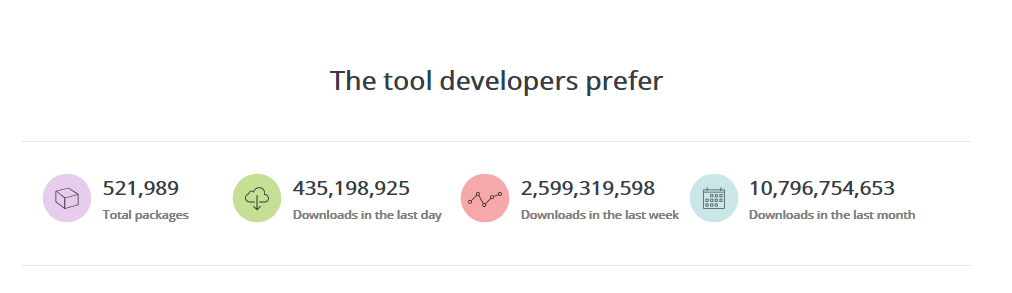 The tool developers prefer
521,989
Total packages
435,198,925
Downloads in the last day
2,599,319,598
Downloads in the last week
10,796,754,653
Downloads in the last month